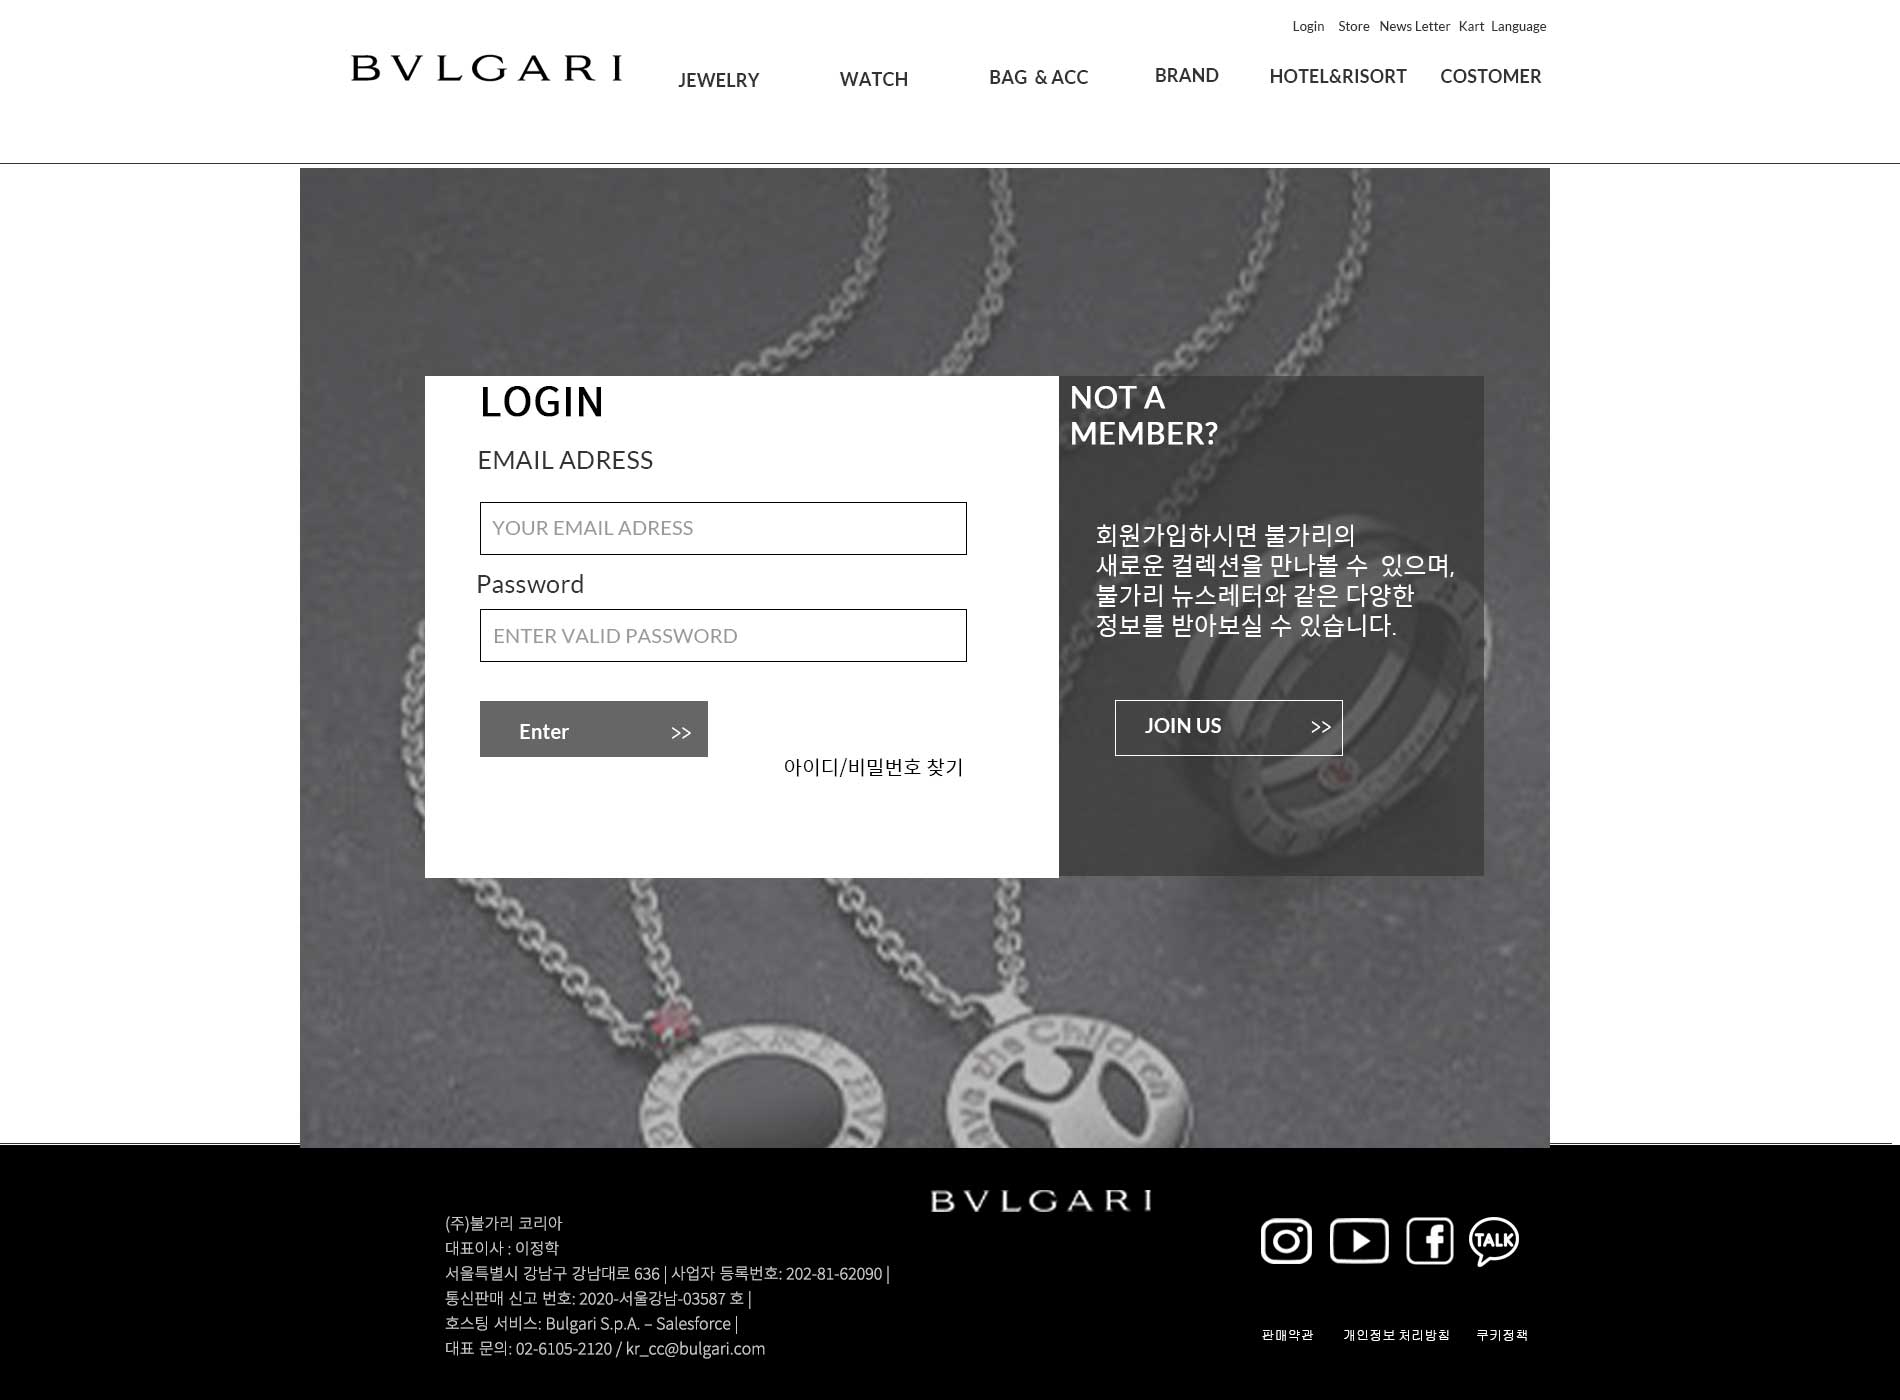 Login Store News Letter Kart Language
BVLGARI
JEWELRY WATCH BAG & ACC BRAND HOTEL&RISORT COSTOMER
LOGIN
EMAIL ADRESS
YOUR EMAIL ADRESS
Password
ENTER VALID PASSWORD
Enter >>
아이디/비밀번호 찾기
NOT A
MEMBER?
회원가입하시면 불가리의
새로운 컬렉션을 만나볼 수 있으며,
불가리 뉴스레터와 같은 다양한
정보를 받아보실 수 있습니다.
JOIN US >>
the Children
BVLGARI
(주)불가리 코리아
대표이사 : 이정학
서울특별시 강남구 강남대로 636 | 사업자 등록번호: 202-81-62090 |
통신판매 신고 번호: 2020-서울강남-03587 호 |
호스팅 서비스: Bulgari S.p.A. – Salesforce |
대표 문의: 02-6105-2120 / kr_cc@bulgari.com
TALK
판매약관 개인정보 처리방침 쿠키정책